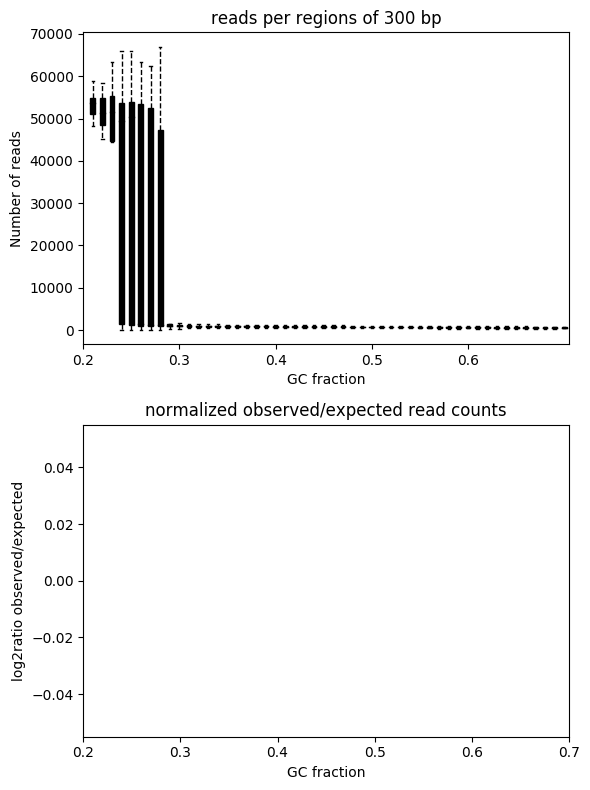 reads per regions of 300 bp
70000
60000
50000
40000
30000
20000
10000
0
Number of reads
0.2 0.3 0.4 0.5 0.6
GC fraction
normalized observed/expected read counts
0.04
0.02
0.00
−0.02
−0.04
log2ratio observed/expected
0.2 0.3 0.4 0.5 0.6 0.7
GC fraction